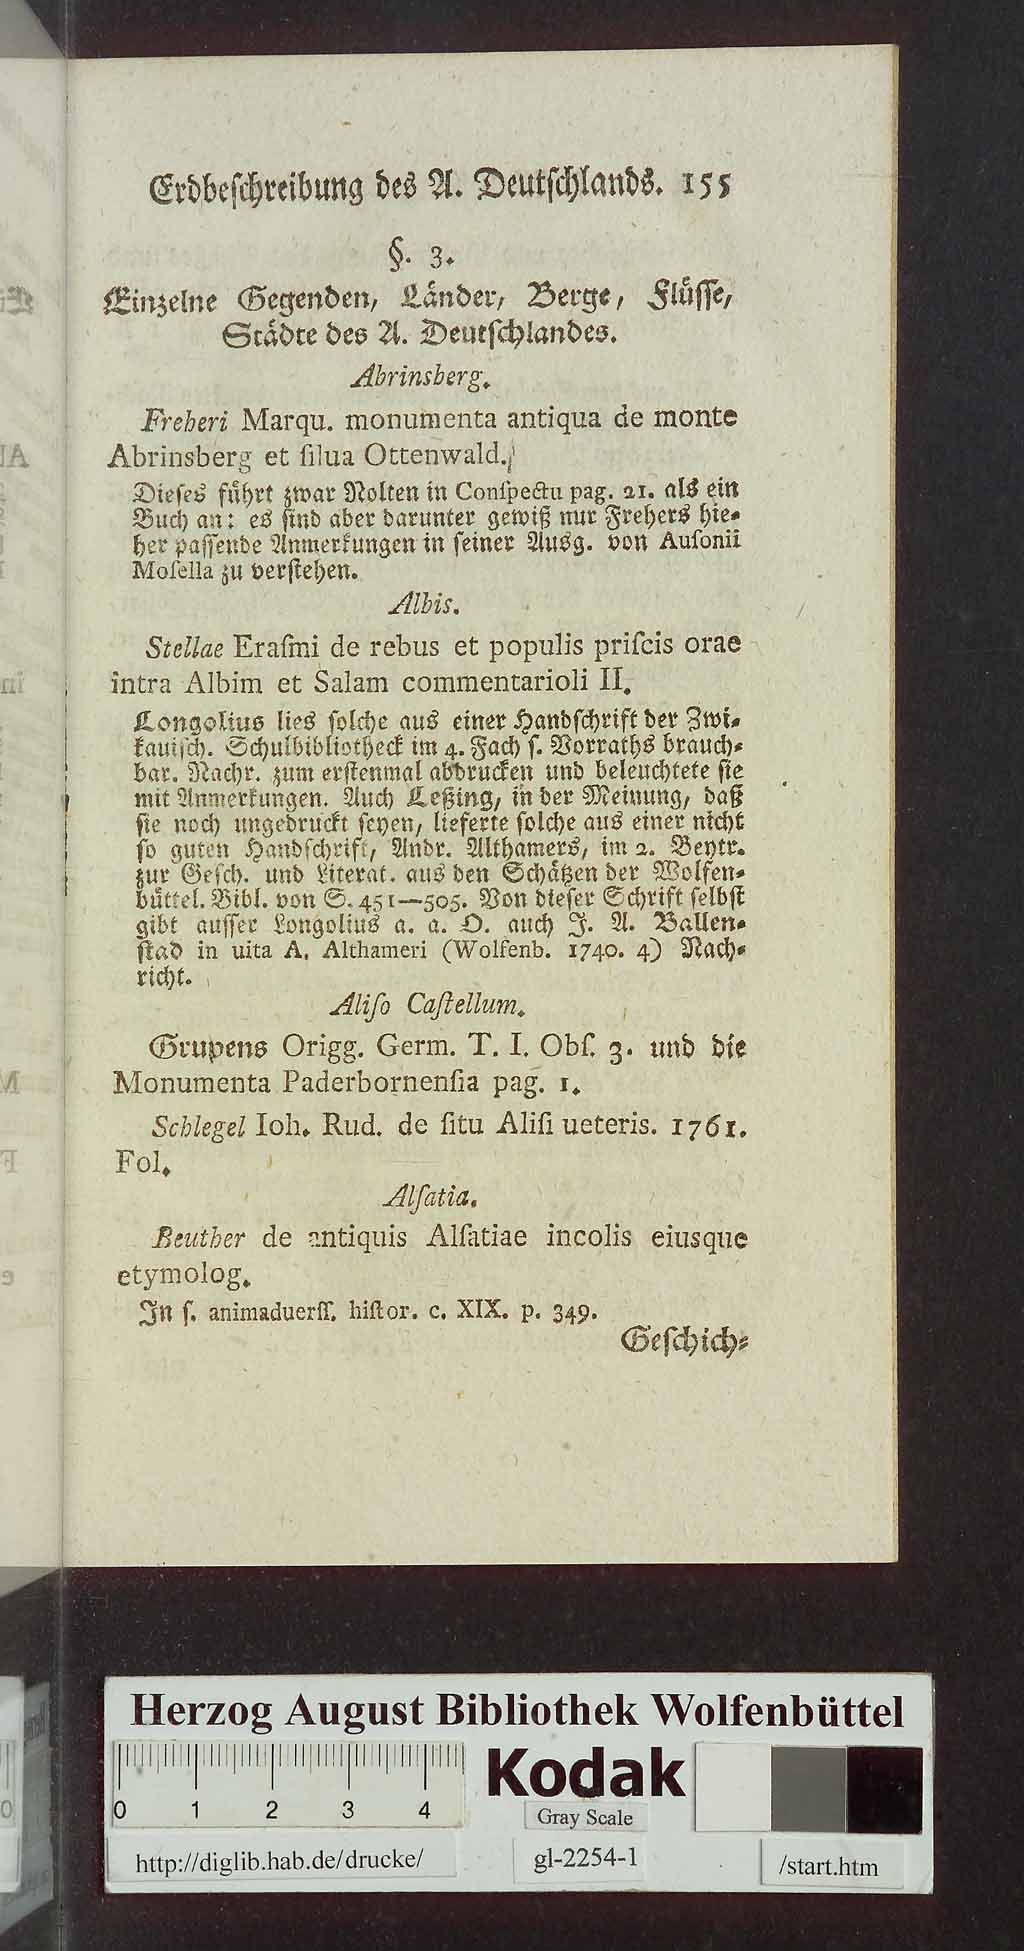 Erdbeſchreibung des A. Deutſchlands. 155
§. 3.
Einzelne Gegenden, Länder, Berge, Flüſſe,
Städte des A. Deutſchlandes.
Abrinsberg.
Freheri Marqu. monumenta antiqua de monte
Abrinsberg et ſilua Ottenwald.
Dieſes führt zwar Nolten in Conſpectu pag. 21. als ein
Buch an: es ſind aber darunter gewiß nur Frehers hie-
her paſſende Anmerkungen in ſeiner Ausg. von Auſonii
Moſella zu verſtehen.
Albis.
Stellae Eraſmi de rebus et populis priſcis orae
intra Albim et Salam commentarioli II.
Longolius lies ſolche aus einer Handſchrift der Zwi-
kauiſch. Schulbibliotheck im 4. Fach ſ. Vorraths brauch-
bar. Nachr. zum erſtenmal abdrucken und beleuchtete ſie
mit Anmerkungen. Auch Leßing, in der Meinung, daß
ſie noch ungedruckt ſeyen, lieferte ſolche aus einer nicht
ſo guten Handſchrift, Andr. Althamers, im 2. Beytr.
zur Geſch. und Literat. aus den Schätzen der Wolfen-
büttel. Bibl. von S. 451—505. Von dieſer Schrift ſelbſt
gibt auſſer Longolius a. a. O. auch J. A. Ballen-
ſtad in uita A. Althameri (Wolfenb. 1740. 4) Nach-
richt.
Aliſo Caſtellum.
Grupens Origg. Germ. T. I. Obſ. 3. und die
Monumenta Paderbornenſia pag. 1.
Schlegel Ioh. Rud. de ſitu Aliſi ueteris. 1761.
Fol.
Alſatia.
Beuther de antiquis Alſatiae incolis eiusque
etymolog.
In ſ. animaduerſſ. hiſtor. c. XIX. p. 349.
Geſchich-
Herzog August Bibliothek Wolfenbüttel
Kodak
0 1 2 3 4
Gray Scale
http://diglib.hab.de/drucke/ gl-2254-1 /start.htm